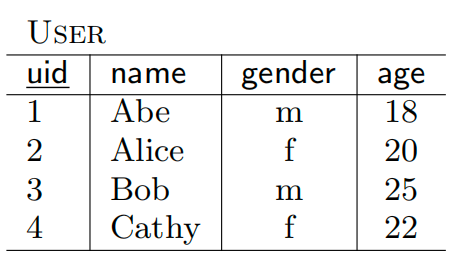 USER
uid name gender age
1 Abe m 18
2 Alice f 20
3 Bob m 25
4 Cathy f 22